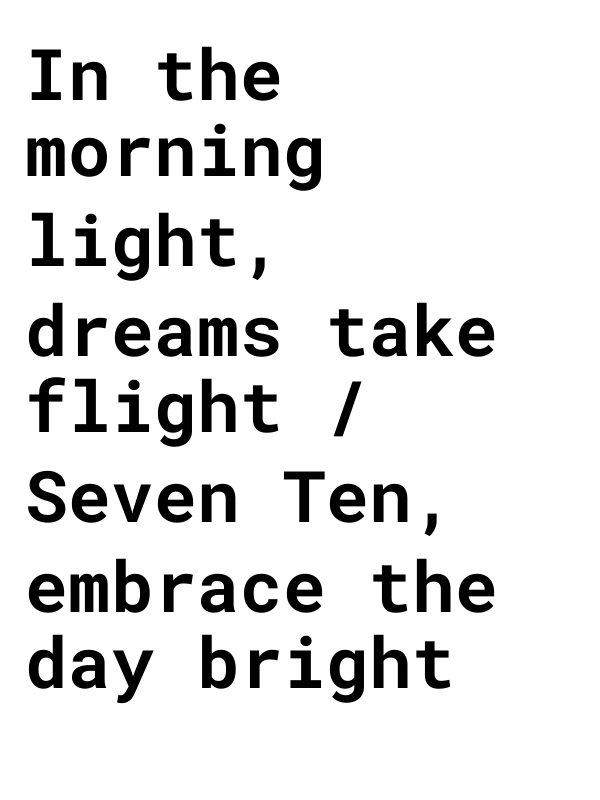 In the
morning
light,
dreams take
flight /
Seven Ten,
embrace the
day bright